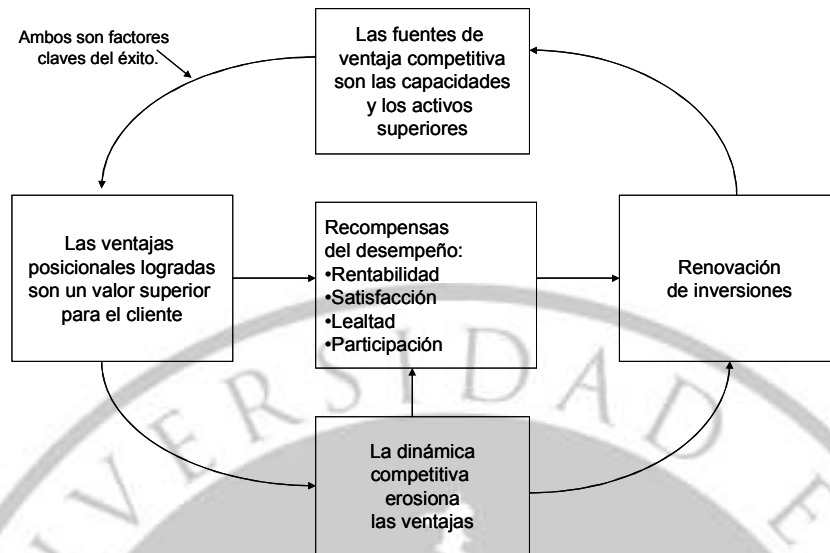 Ambos son factores
claves del éxito.
Las fuentes de
ventaja competitiva
son las capacidades
y los activos
superiores
Las ventajas
posicionales logradas
son un valor superior
para el cliente
Recompensas
del desempeño:
•Rentabilidad
•Satisfacción
•Lealtad
•Participación
Renovación
de inversiones
La dinámica
competitiva
erosiona
las ventajas
VERSIDAD E